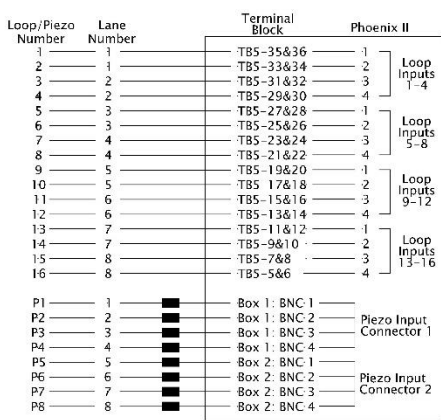 Loop/Piezo Number Lane Number Terminal Block Phoenix II
1 1 TB5-35&36 1
2 1 TB5-33&34 2
3 2 TB5-31&32 3
4 2 TB5-29&30 4
Loop Inputs 1-4
5 3 TB5-27&28 1
6 3 TB5-25&26 2
7 4 TB5-23&24 3
8 4 TB5-21&22 4
Loop Inputs 5-8
9 5 TB5-19&20 1
10 5 TB5 17&18 2
11 6 TB5-15&16 3
12 6 TB5-13&14 4
Loop Inputs 9-12
13 7 TB5-11&12 1
14 7 TB5-9&10 2
15 8 TB5-7&8 3
16 8 TB5-5&6 4
Loop Inputs 13-16
P1 1 Box 1: BNC 1
P2 2 Box 1: BNC 2
P3 3 Box 1: BNC 3
P4 4 Box 1: BNC 4
Piezo Input Connector 1
P5 5 Box 2: BNC 1
P6 6 Box 2: BNC 2
P7 7 Box 2: BNC 3
P8 8 Box 2: BNC 4
Piezo Input Connector 2